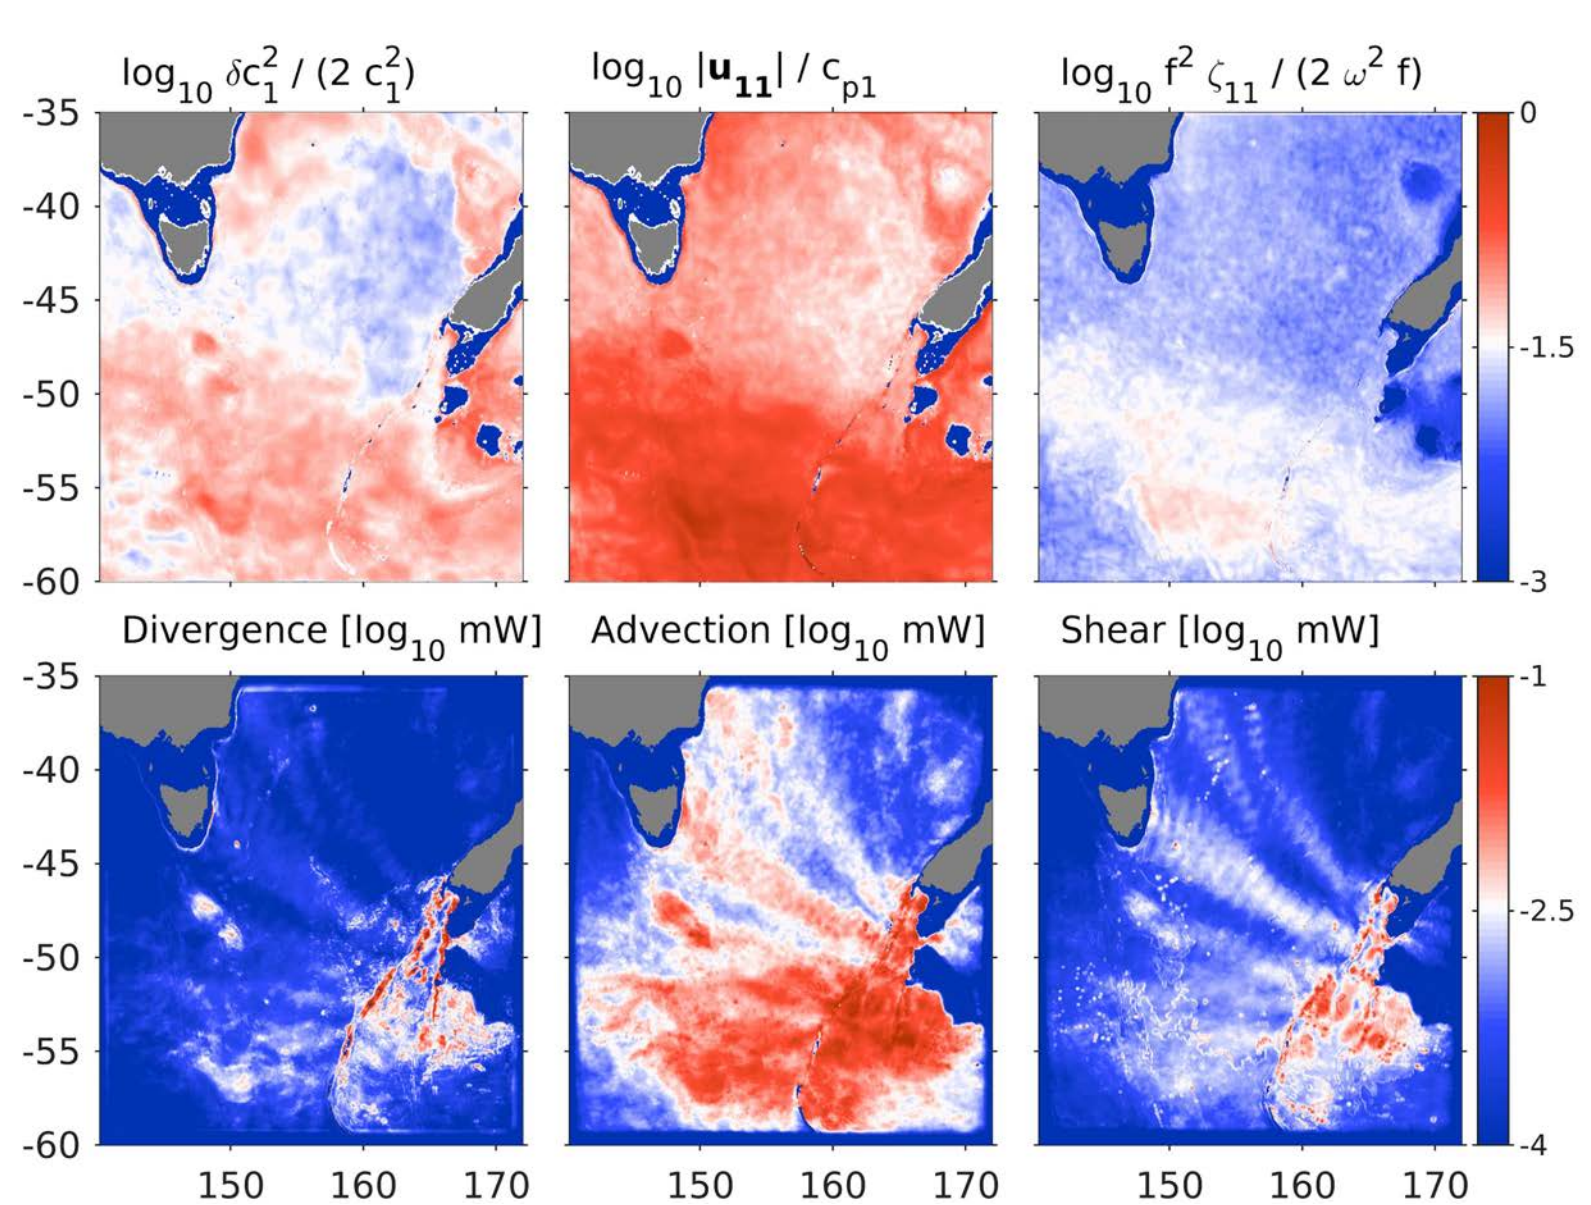 log₁₀ δc₁² / (2 c₁²)
log₁₀ |u₁₁| / cₚ₁
log₁₀ f² ζ₁₁ / (2 ω² f)
-35
-40
-45
-50
-55
-60
0
-1.5
-3
Divergence [log₁₀ mW]
Advection [log₁₀ mW]
Shear [log₁₀ mW]
-35
-40
-45
-50
-55
-60
-1
-2.5
-4
150 160 170
150 160 170
150 160 170